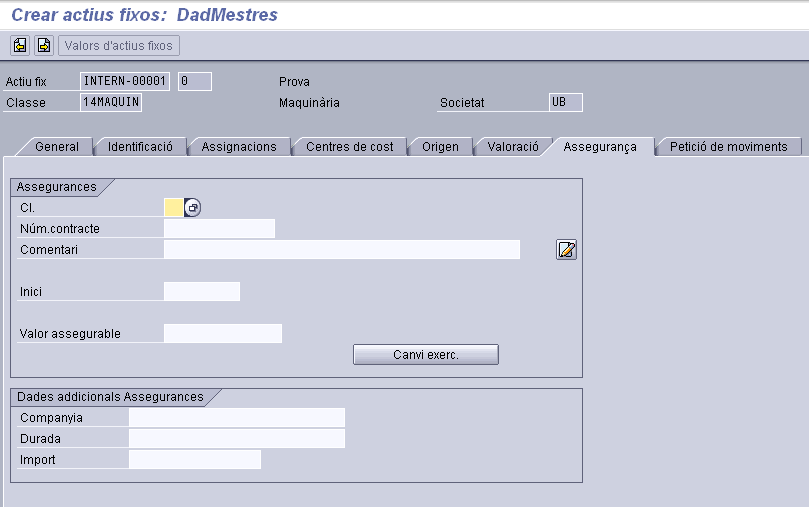 Crear actius fixos: DadMestres
Valors d'actius fixos
Actiu fix INTERN-00001 0 Prova
Classe 14MAQUIN Maquinària Societat UB
General Identificació Assignacions Centres de cost Origen Valoració Assegurança Petició de moviments
Assegurances
Cl.
Núm.contracte
Comentari
Inici
Valor assegurable
Canvi exerc.
Dades addicionals Assegurances
Companyia
Durada
Import